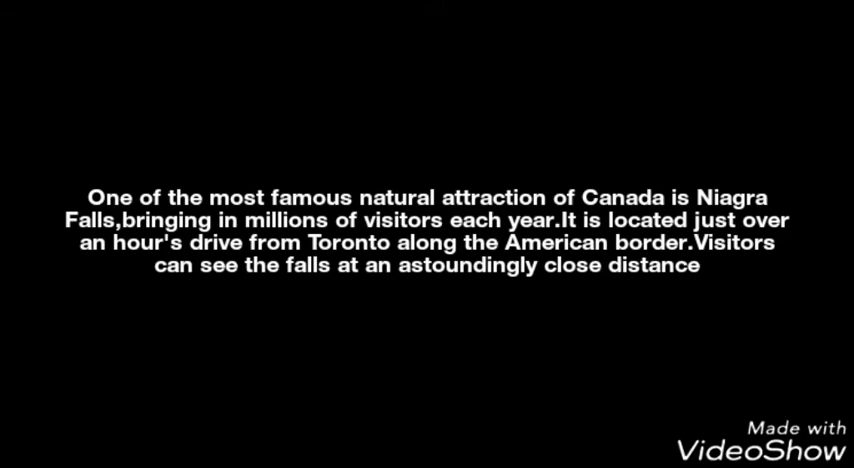 One of the most famous natural attraction of Canada is Niagra
Falls,bringing in millions of visitors each year.It is located just over
an hour's drive from Toronto along the American border.Visitors
can see the falls at an astoundingly close distance
Made with
VideoShow